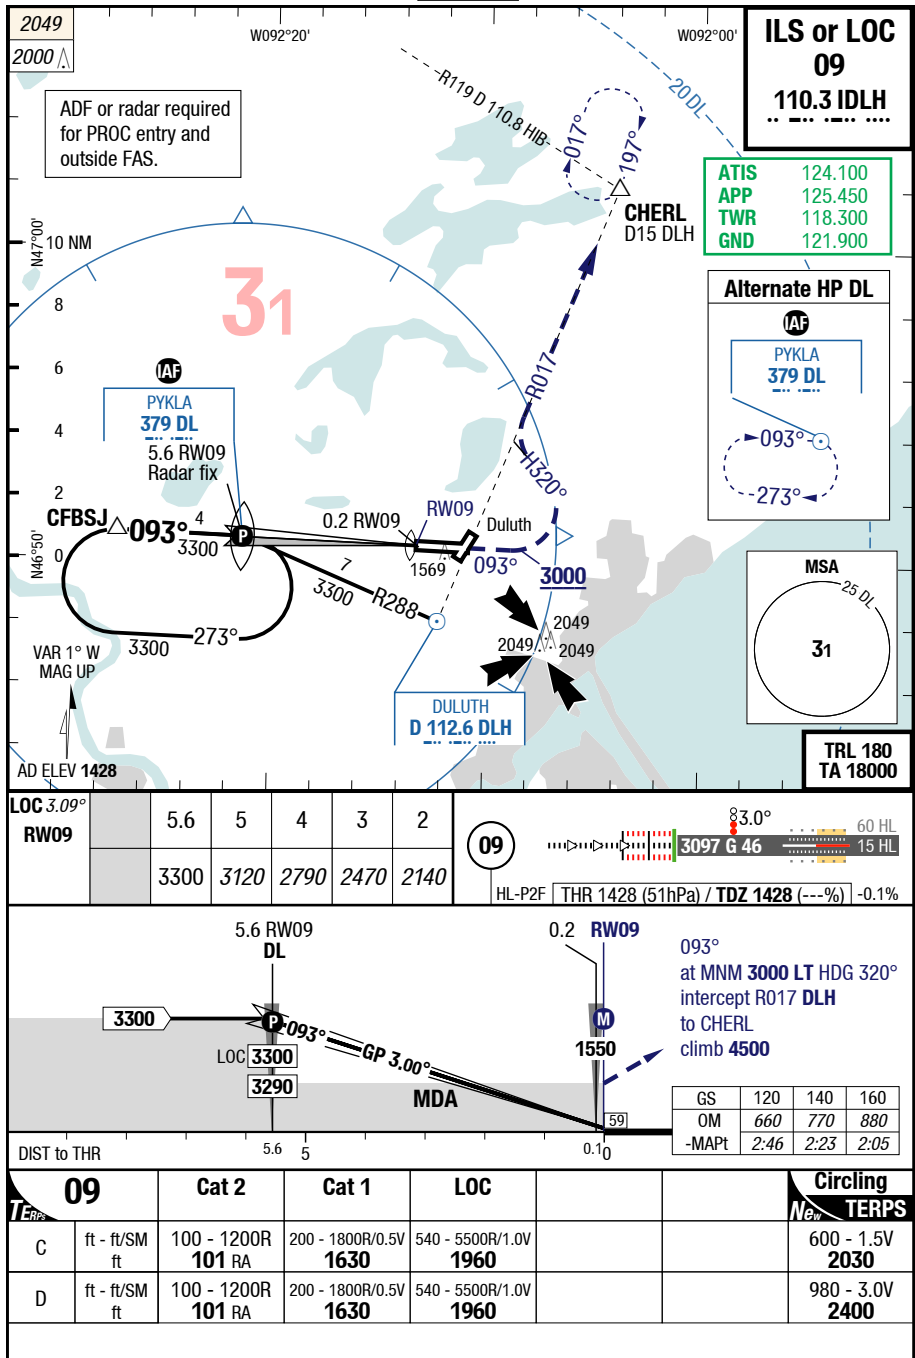 2049
2000
W092°20'
W092°00'
ILS or LOC
09
110.3 IDLH
ADF or radar required
for PROC entry and
outside FAS.
R119 D 110.8 HIB
20 DL
017°
197°
CHERL
D15 DLH
ATIS 124.100
APP 125.450
TWR 118.300
GND 121.900
N47°00'
10 NM
8
6
4
2
0
N46°50'
31
IAF
PYKLA
379 DL
5.6 RW09
Radar fix
CFBSJ
093°
4
3300
P
0.2 RW09
RW09
Duluth
1569
093°
3000
H320°
R017
7
3300
R288
3300
273°
2049
2049
2049
DULUTH
D 112.6 DLH
VAR 1° W
MAG UP
AD ELEV 1428
Alternate HP DL
IAF
PYKLA
379 DL
093°
273°
MSA
25 DL
31
TRL 180
TA 18000
LOC 3.09°
RW09
5.6 5 4 3 2
3300 3120 2790 2470 2140
09
3.0°
3097 G 46
60 HL
15 HL
HL-P2F THR 1428 (51hPa) / TDZ 1428 (---%) -0.1%
5.6 RW09
DL
0.2 RW09
3300
P
093°
GP 3.00°
LOC 3300
3290
MDA
M
1550
59
093°
at MNM 3000 LT HDG 320°
intercept R017 DLH
to CHERL
climb 4500
GS 120 140 160
OM 660 770 880
-MAPt 2:46 2:23 2:05
DIST to THR 5.6 5 0.1 0
TERPS 09 Cat 2 Cat 1 LOC Circling
New TERPS
C ft - ft/SM 100 - 1200R 200 - 1800R/0.5V 540 - 5500R/1.0V 600 - 1.5V
ft 101 RA 1630 1960 2030
D ft - ft/SM 100 - 1200R 200 - 1800R/0.5V 540 - 5500R/1.0V 980 - 3.0V
ft 101 RA 1630 1960 2400